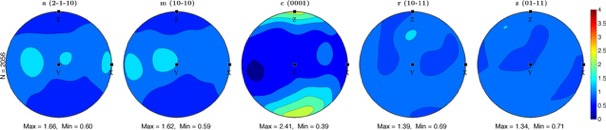 a (2-1-10) m (10-10) c (0001) r (10-11) z (01-11)
N = 2056
Z Z Z Z Z
Y X Y X Y X Y X Y X
4
3.5
3
2.5
2
1.5
1
0.5
0
Max = 1.66, Min = 0.60 Max = 1.62, Min = 0.59 Max = 2.41, Min = 0.39 Max = 1.39, Min = 0.69 Max = 1.34, Min = 0.71